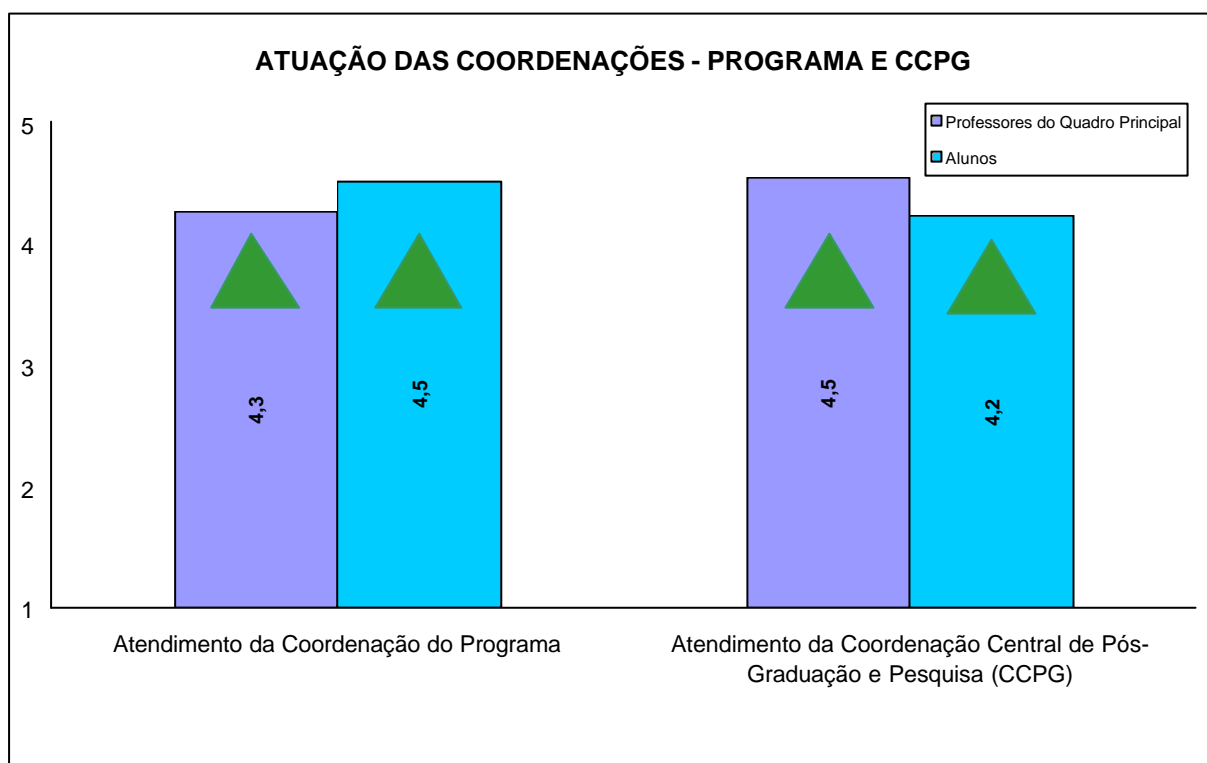 ATUAÇÃO DAS COORDENAÇÕES - PROGRAMA E CCPG
Professores do Quadro Principal
Alunos
5
4
3
2
1
4,3
4,5
4,5
4,2
Atendimento da Coordenação do Programa
Atendimento da Coordenação Central de Pós-
Graduação e Pesquisa (CCPG)